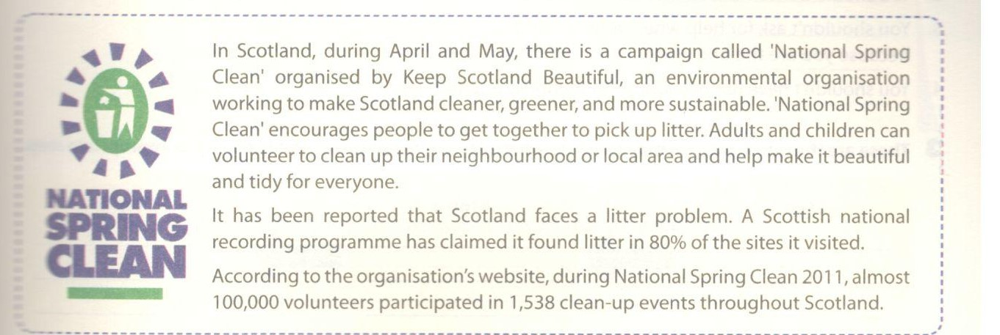 In Scotland, during April and May, there is a campaign called 'National Spring
Clean' organised by Keep Scotland Beautiful, an environmental organisation
working to make Scotland cleaner, greener, and more sustainable. 'National Spring
Clean' encourages people to get together to pick up litter. Adults and children can
volunteer to clean up their neighbourhood or local area and help make it beautiful
and tidy for everyone.
It has been reported that Scotland faces a litter problem. A Scottish national
recording programme has claimed it found litter in 80% of the sites it visited.
According to the organisation's website, during National Spring Clean 2011, almost
100,000 volunteers participated in 1,538 clean-up events throughout Scotland.
NATIONAL
SPRING
CLEAN